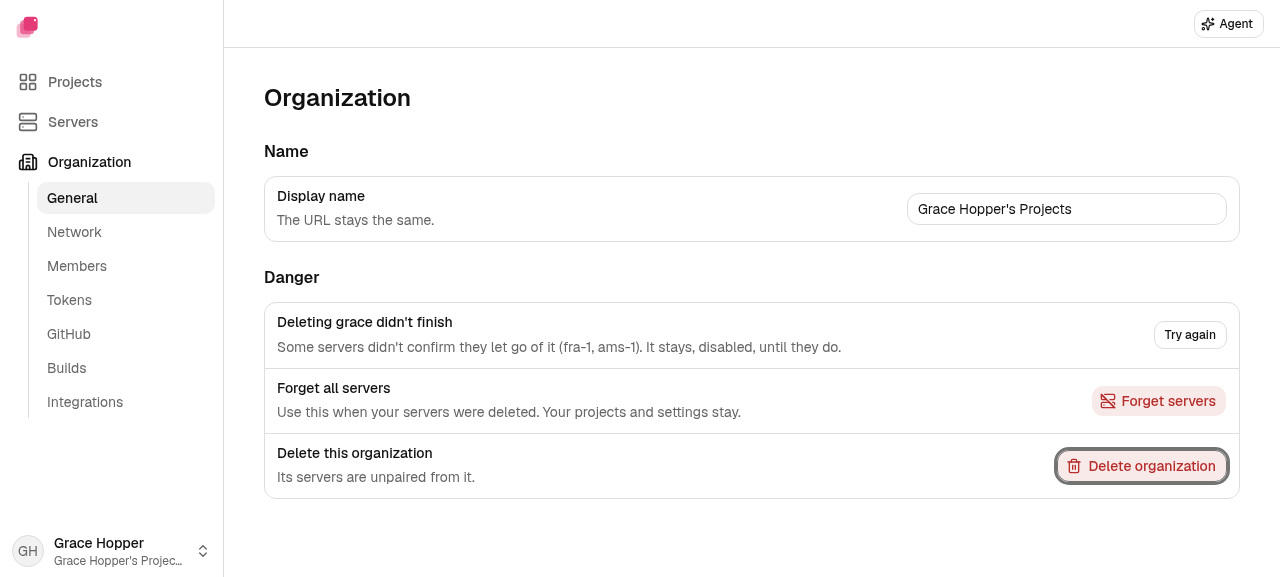 Agent
Projects
Servers
Organization
General
Network
Members
Tokens
GitHub
Builds
Integrations
GH
Grace Hopper
Grace Hopper's Projec...
Organization
Name
Display name
The URL stays the same.
Grace Hopper's Projects
Danger
Deleting grace didn't finish
Some servers didn't confirm they let go of it (fra-1, ams-1). It stays, disabled, until they do.
Try again
Forget all servers
Use this when your servers were deleted. Your projects and settings stay.
Forget servers
Delete this organization
Its servers are unpaired from it.
Delete organization